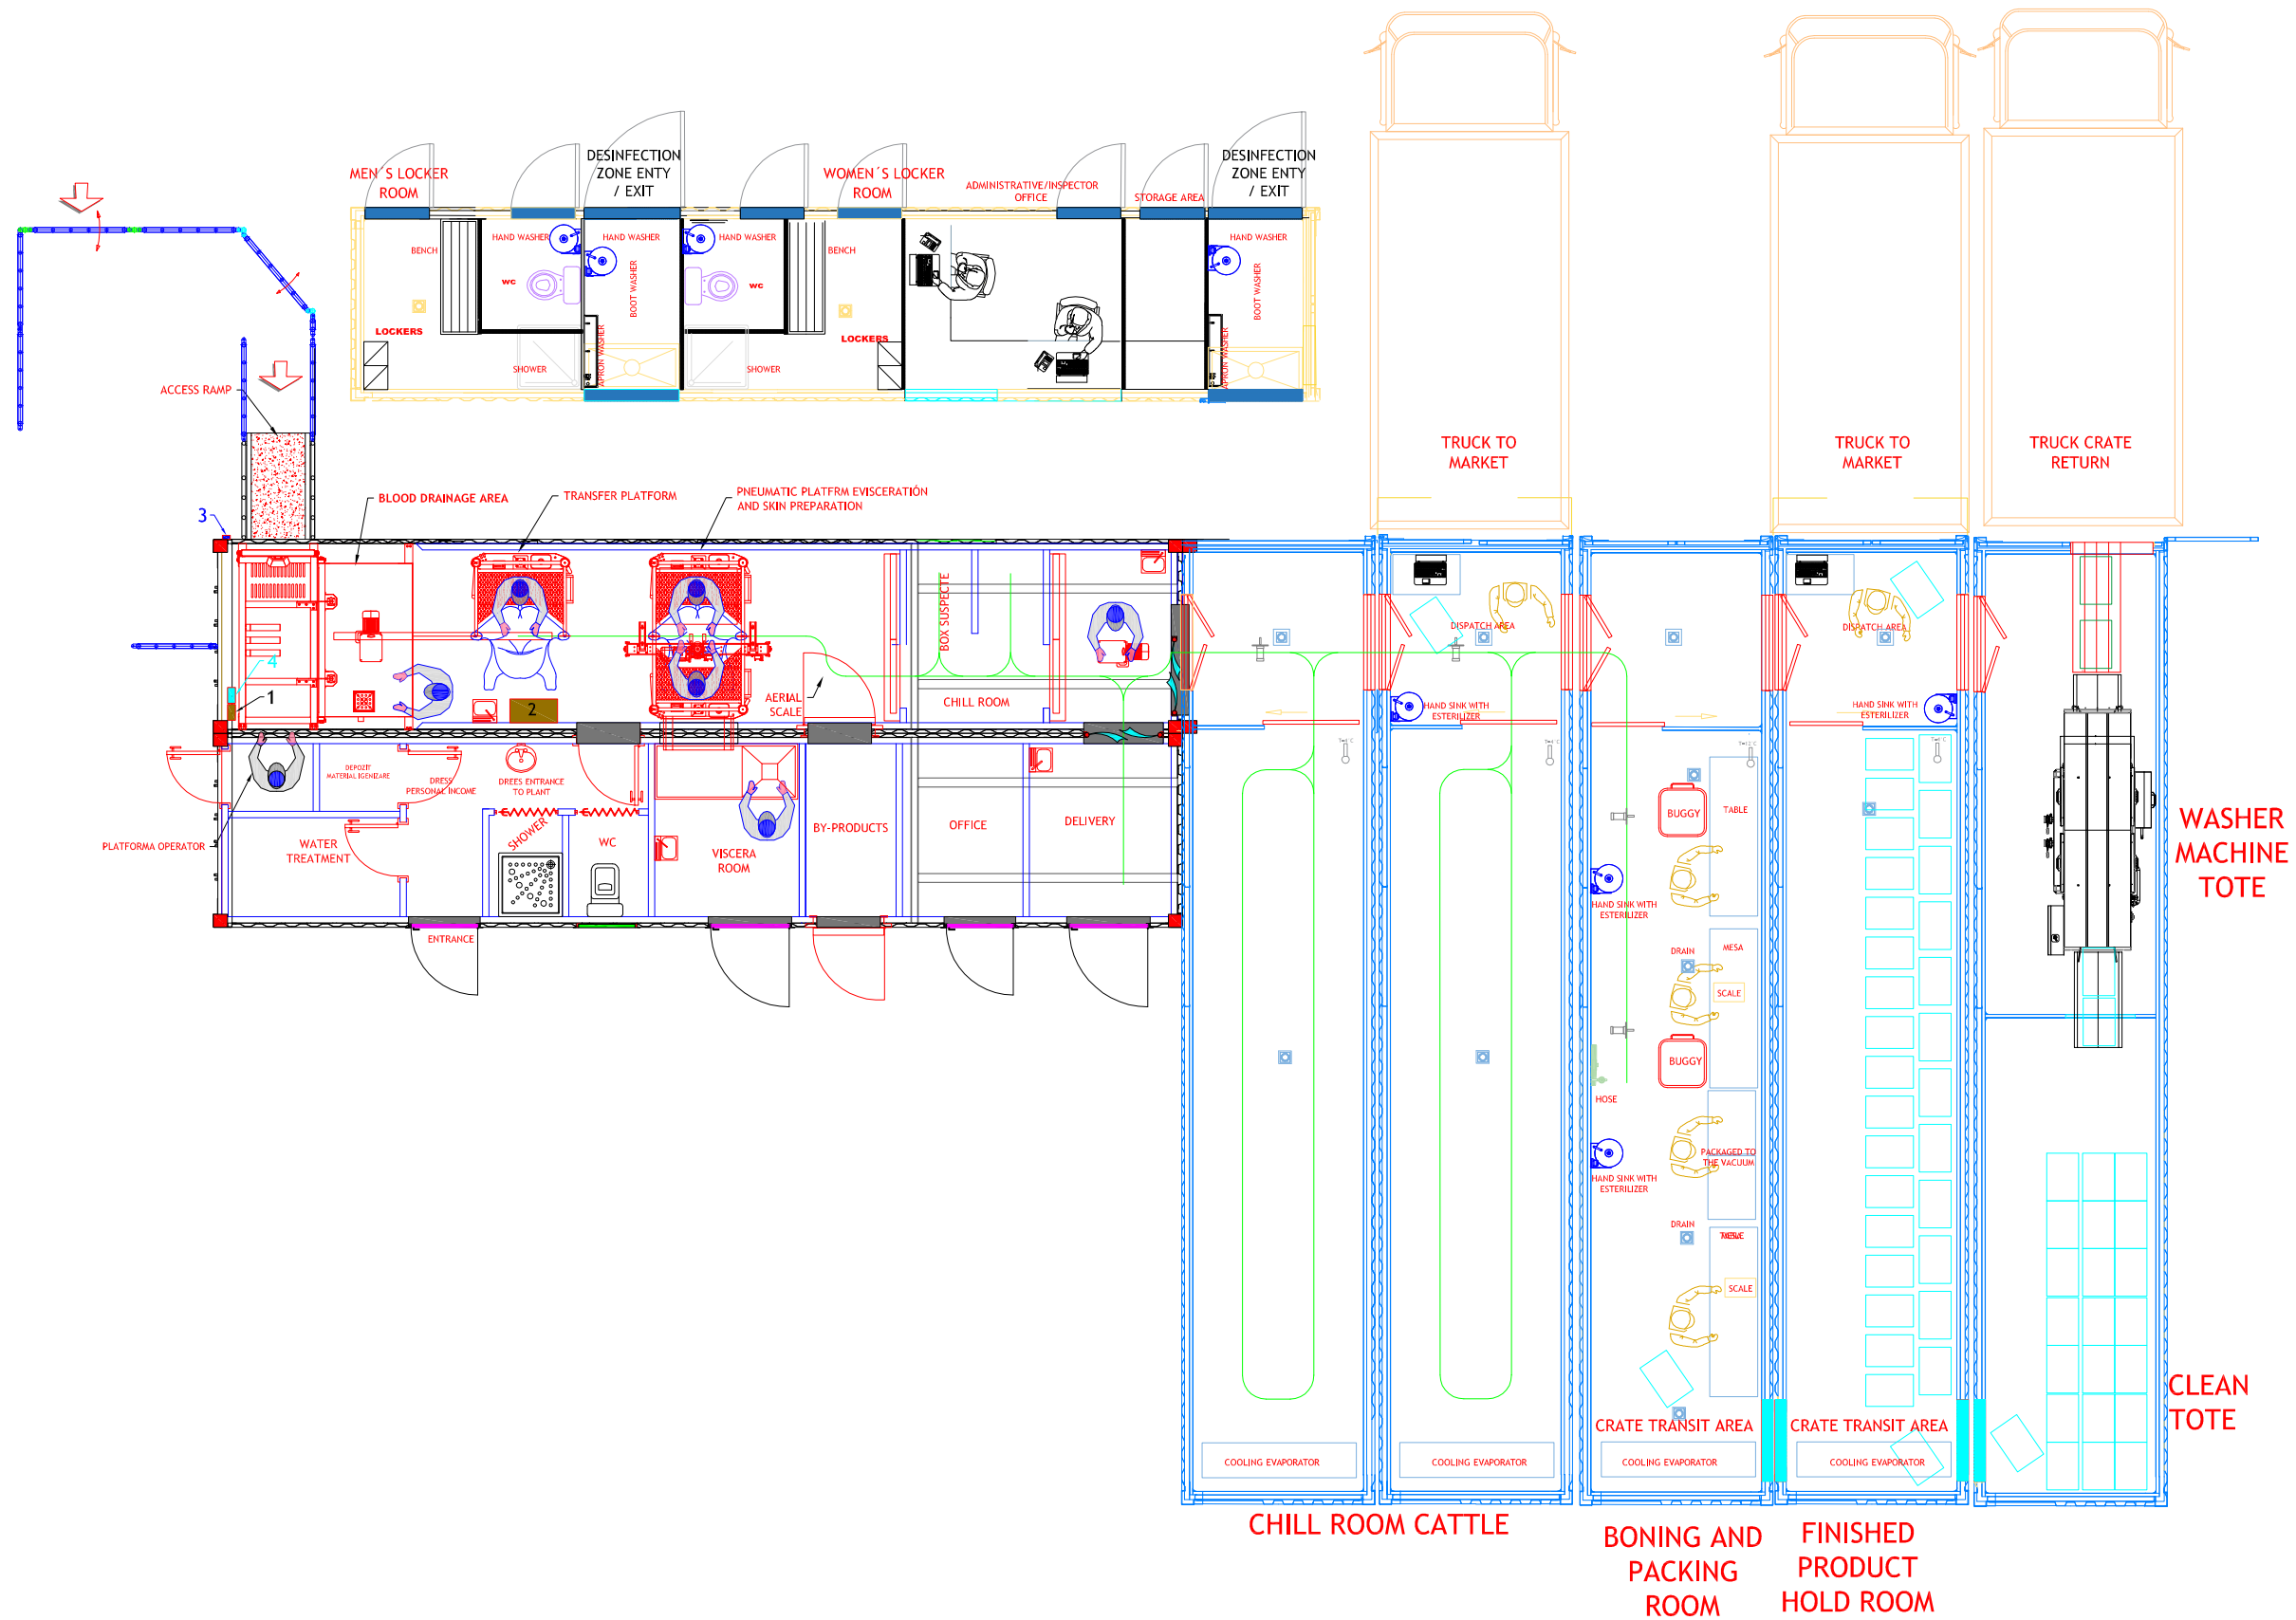 DESINFECTION
ZONE ENTY
/ EXIT
DESINFECTION
ZONE ENTY
/ EXIT
MEN´S LOCKER
ROOM
WOMEN´S LOCKER
ROOM
ADMINISTRATIVE/INSPECTOR
OFFICE
STORAGE AREA
BENCH
HAND WASHER
HAND WASHER
HAND WASHER
BENCH
HAND WASHER
WC
BOOT WASHER
WC
BOOT WASHER
LOCKERS
LOCKERS
SHOWER
APRON WASHER
SHOWER
APRON WASHER
ACCESS RAMP
TRUCK TO
MARKET
TRUCK TO
MARKET
TRUCK CRATE
RETURN
BLOOD DRAINAGE AREA
TRANSFER PLATFORM
PNEUMATIC PLATFRM EVISCERATIÓN
AND SKIN PREPARATION
3
BOX SUSPECTE
DISPATCH AREA
DISPATCH AREA
4
1
2
AERIAL
SCALE
CHILL ROOM
HAND SINK WITH
ESTERILIZER
HAND SINK WITH
ESTERILIZER
DEPOZIT
MATERIAL IGENIZARE
DRESS
PERSONAL INCOME
DREES ENTRANCE
TO PLANT
PLATFORMA OPERATOR
WATER
TREATMENT
SHOWER
WC
VISCERA
ROOM
BY-PRODUCTS
OFFICE
DELIVERY
ENTRANCE
BUGGY
TABLE
WASHER
MACHINE
TOTE
HAND SINK WITH
ESTERILIZER
DRAIN
MESA
SCALE
BUGGY
HOSE
PACKAGED TO
THE VACUUM
HAND SINK WITH
ESTERILIZER
DRAIN
SCALE
CLEAN
TOTE
CRATE TRANSIT AREA
CRATE TRANSIT AREA
COOLING EVAPORATOR
COOLING EVAPORATOR
COOLING EVAPORATOR
COOLING EVAPORATOR
CHILL ROOM CATTLE
BONING AND
PACKING
ROOM
FINISHED
PRODUCT
HOLD ROOM